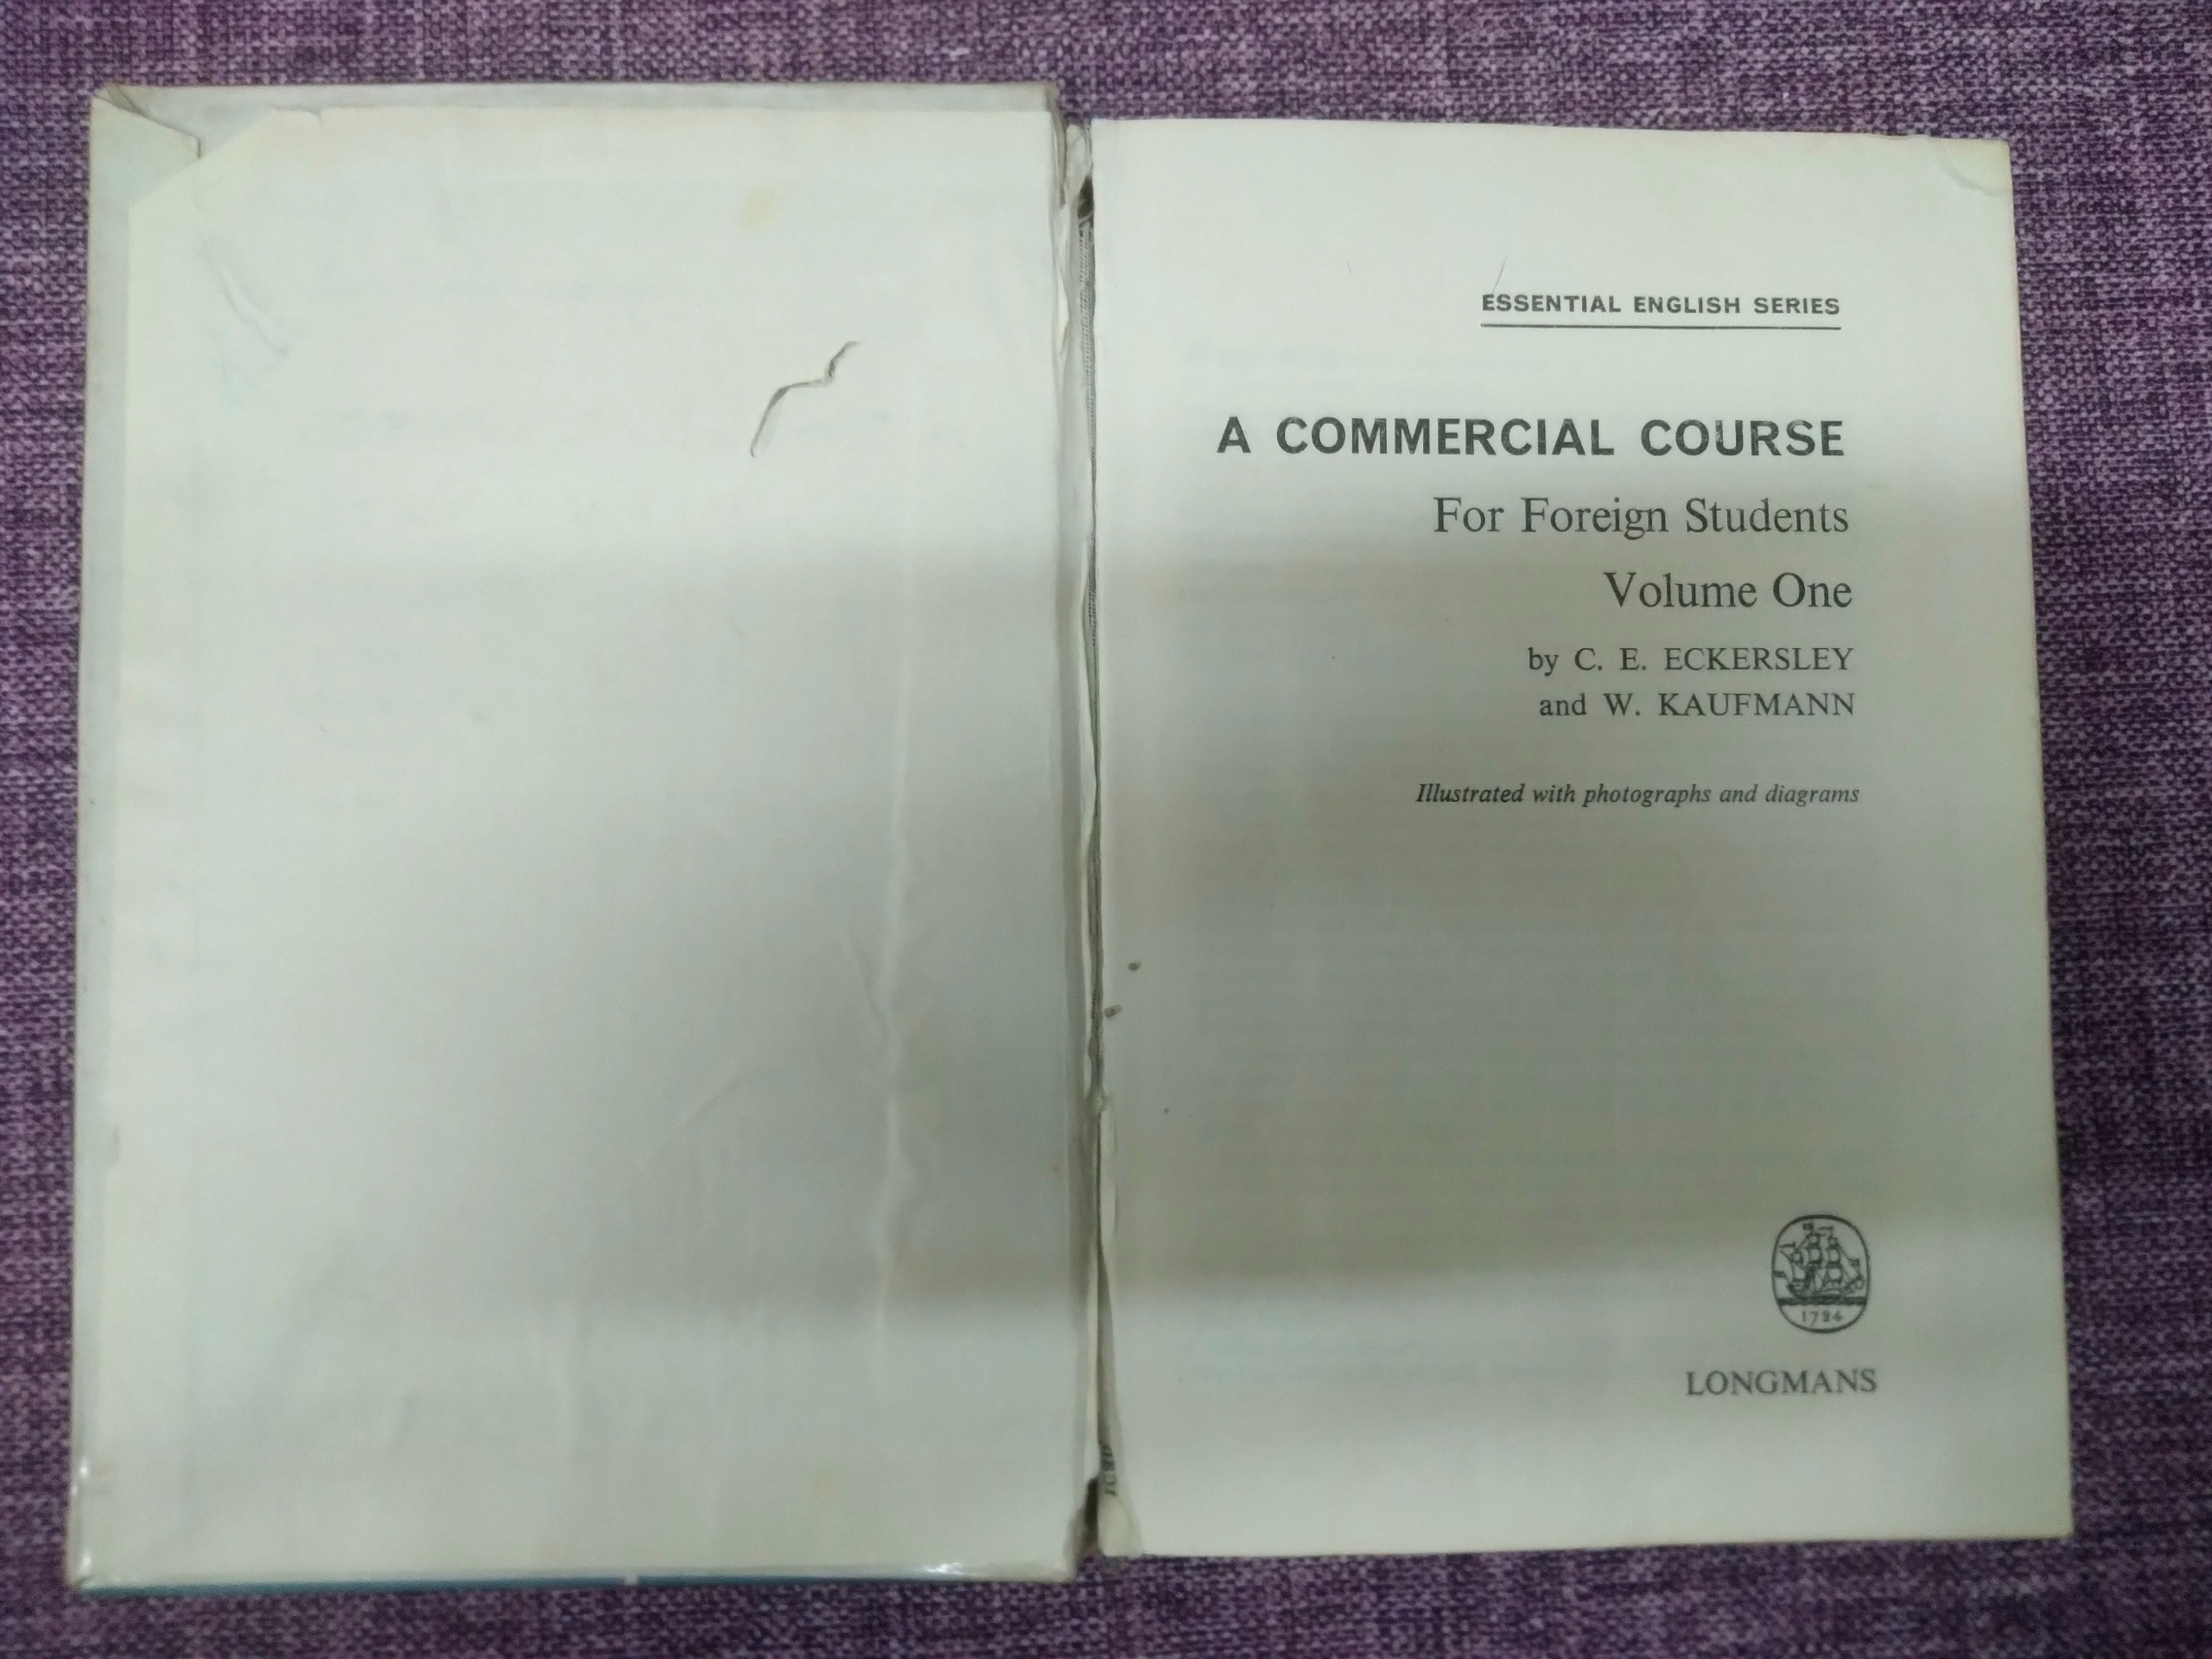 ESSENTIAL ENGLISH SERIES
A COMMERCIAL COURSE
For Foreign Students
Volume One
by C. E. ECKERSLEY
and W. KAUFMANN
Illustrated with photographs and diagrams
1724
LONGMANS